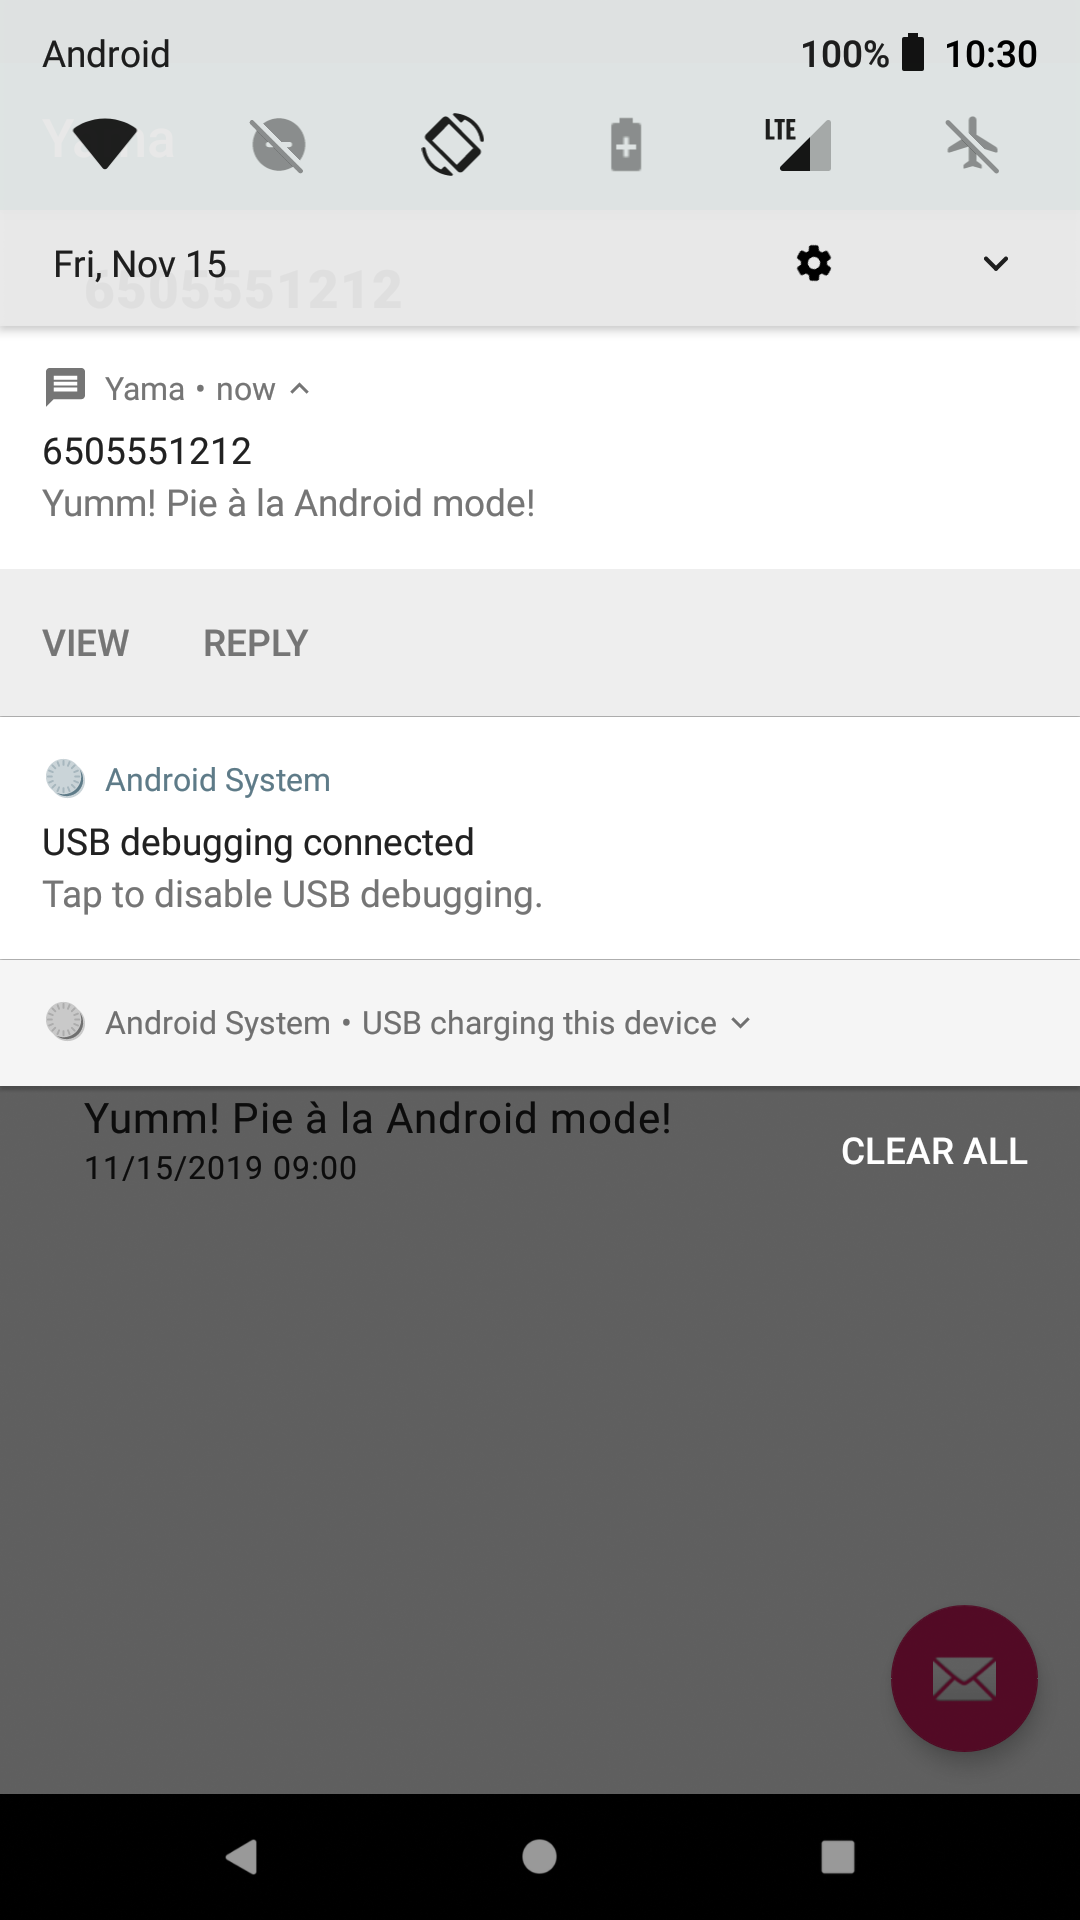 Android 100% 10:30
Yama
LTE
Fri, Nov 15
6505551212
Yama • now
6505551212
Yumm! Pie à la Android mode!
VIEW REPLY
Android System
USB debugging connected
Tap to disable USB debugging.
Android System • USB charging this device
Yumm! Pie à la Android mode!
11/15/2019 09:00
CLEAR ALL